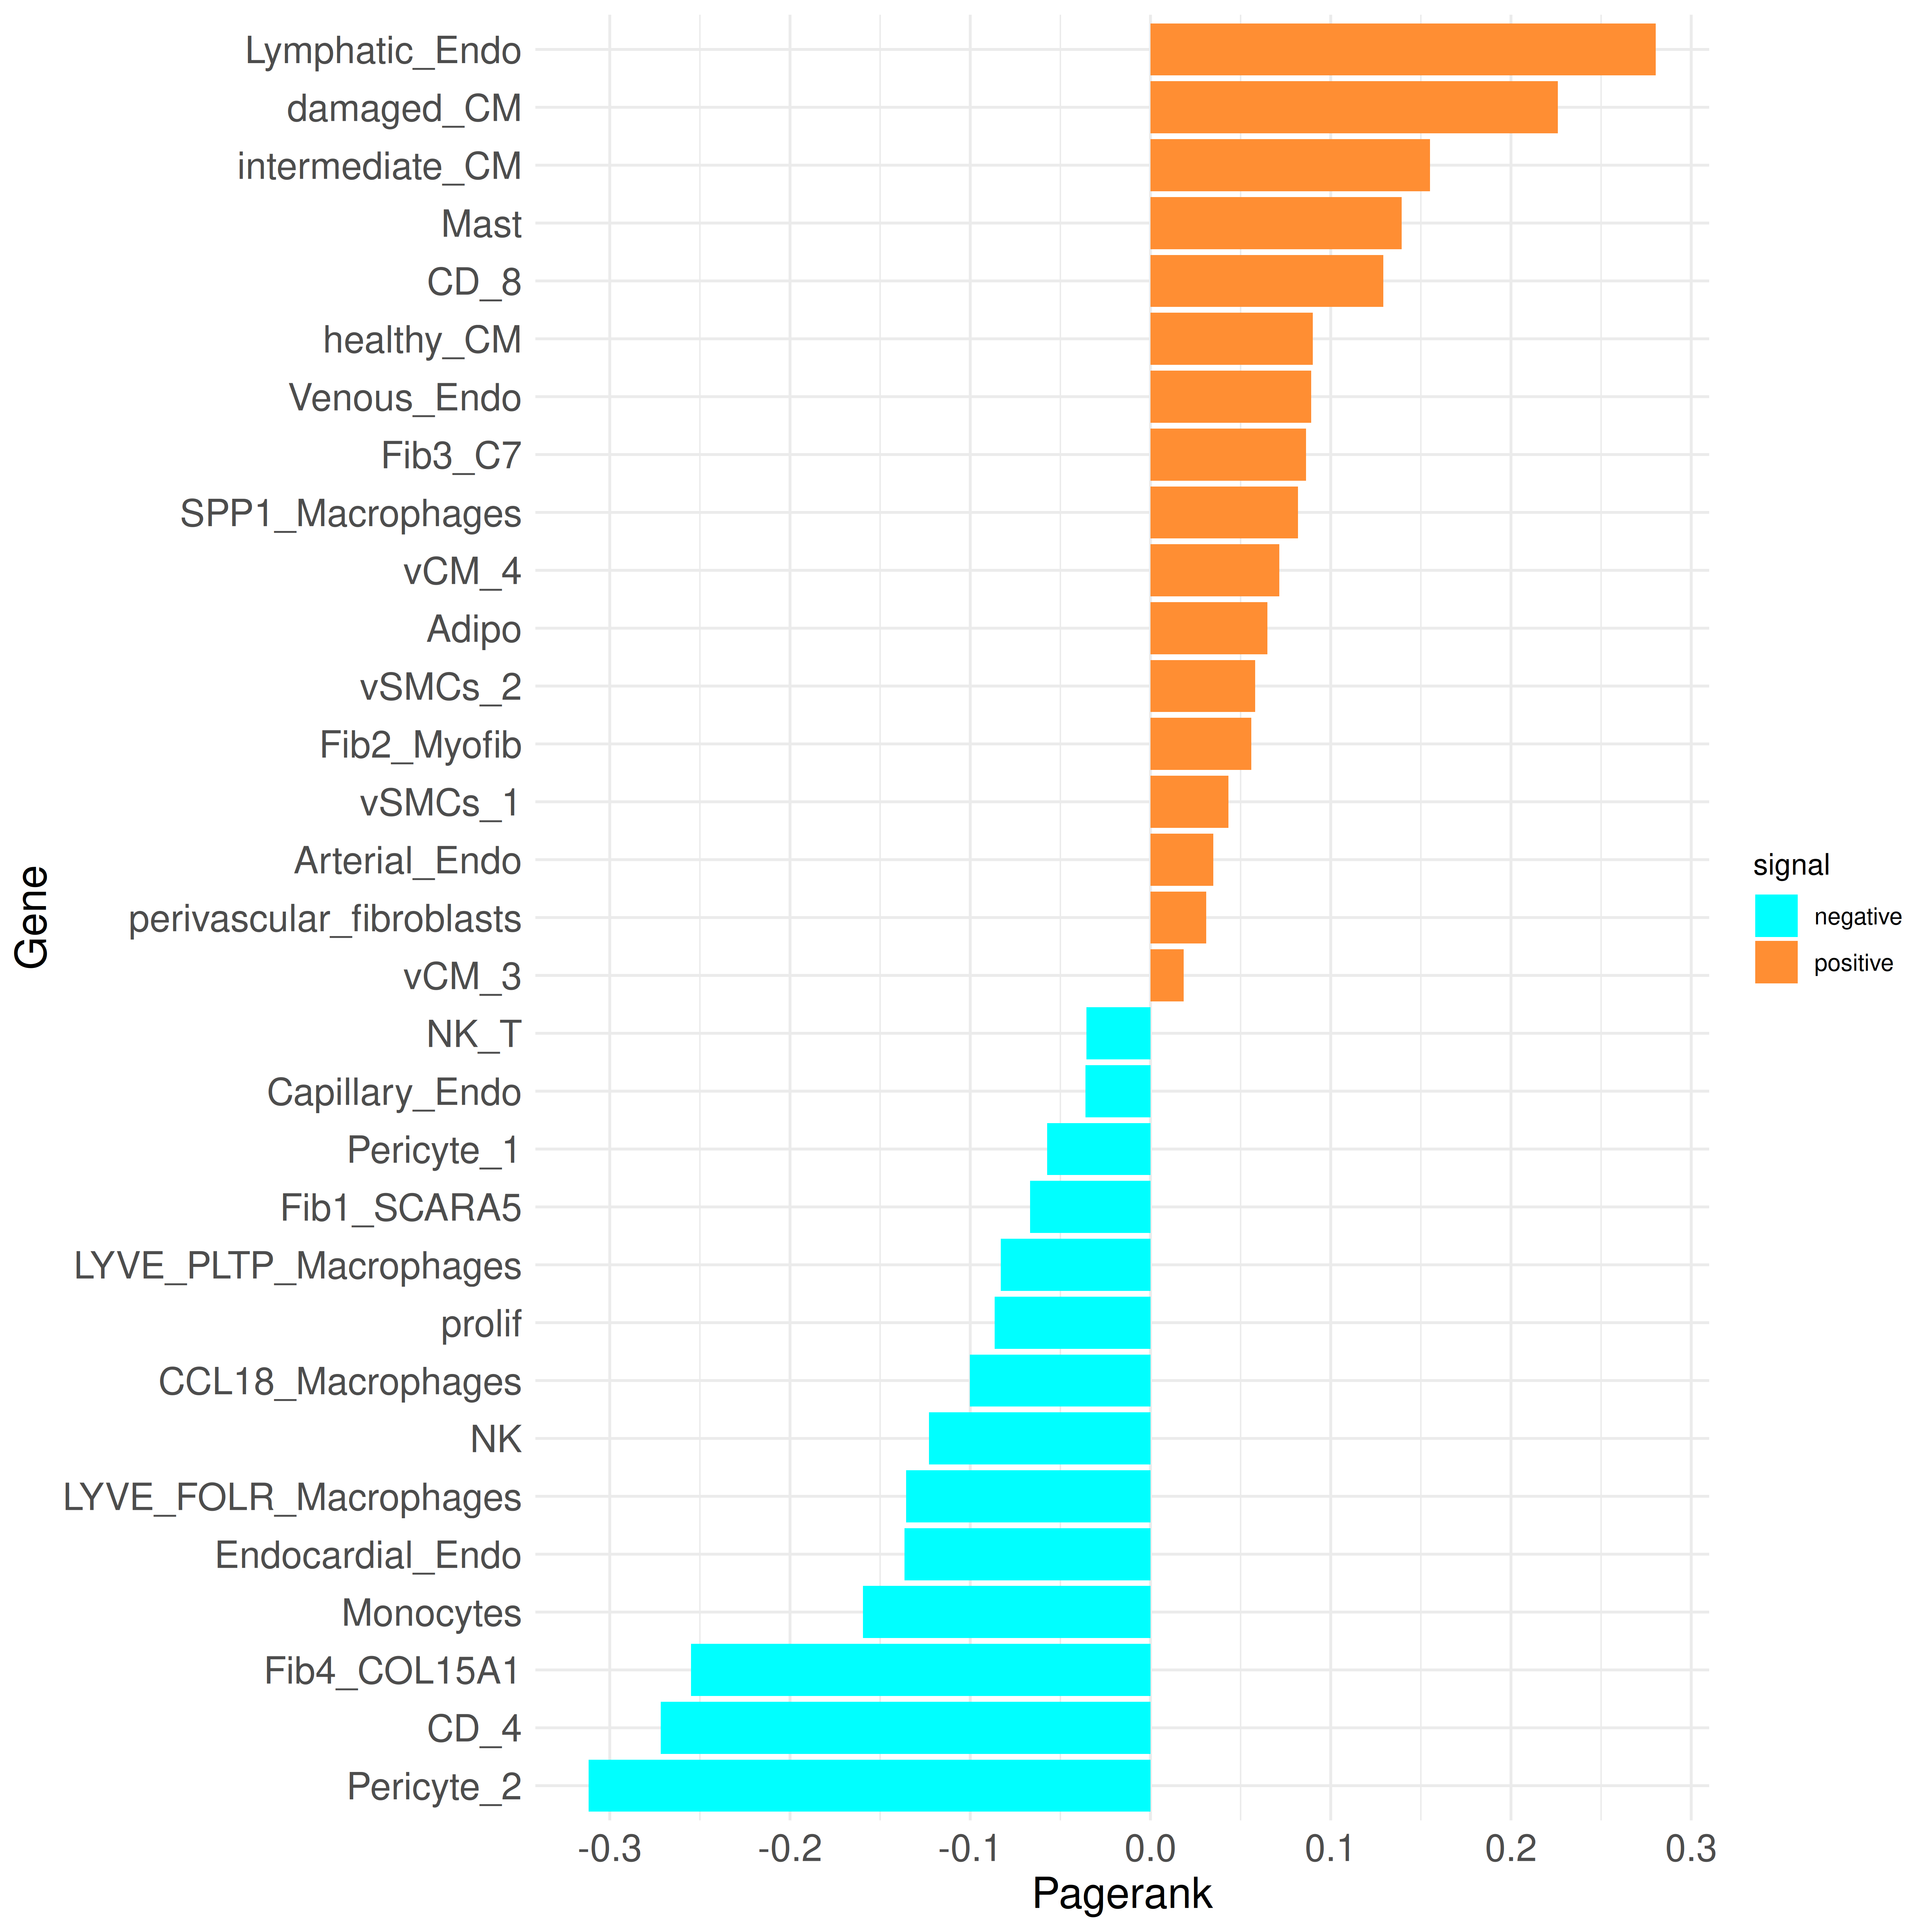 Lymphatic_Endo
damaged_CM
intermediate_CM
Mast
CD_8
healthy_CM
Venous_Endo
Fib3_C7
SPP1_Macrophages
vCM_4
Adipo
vSMCs_2
Fib2_Myofib
vSMCs_1
Arterial_Endo
perivascular_fibroblasts
vCM_3
NK_T
Capillary_Endo
Pericyte_1
Fib1_SCARA5
LYVE_PLTP_Macrophages
prolif
CCL18_Macrophages
NK
LYVE_FOLR_Macrophages
Endocardial_Endo
Monocytes
Fib4_COL15A1
CD_4
Pericyte_2
Gene
-0.3 -0.2 -0.1 0.0 0.1 0.2 0.3
Pagerank
signal
negative
positive